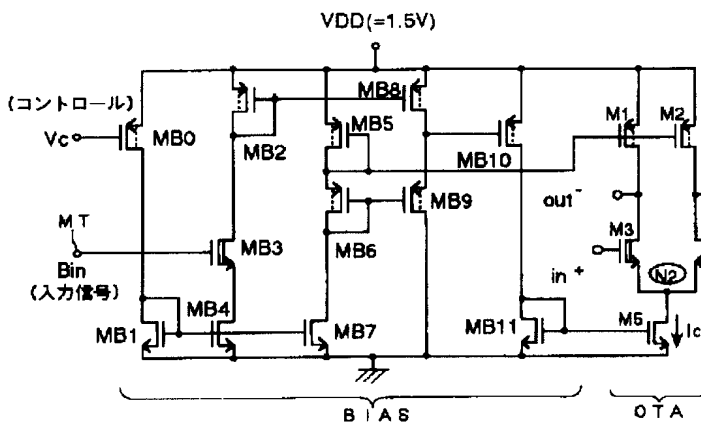 VDD(=1.5V)
(コントロール)
Vc
MB0
MB2
MB8
MB5
MB10
M1
M2
MT
Bin
(入力信号)
MB3
MB6
MB9
out-
M3
in+
N2
MB1
MB4
MB7
MB11
M5
Ic
BIAS
OTA